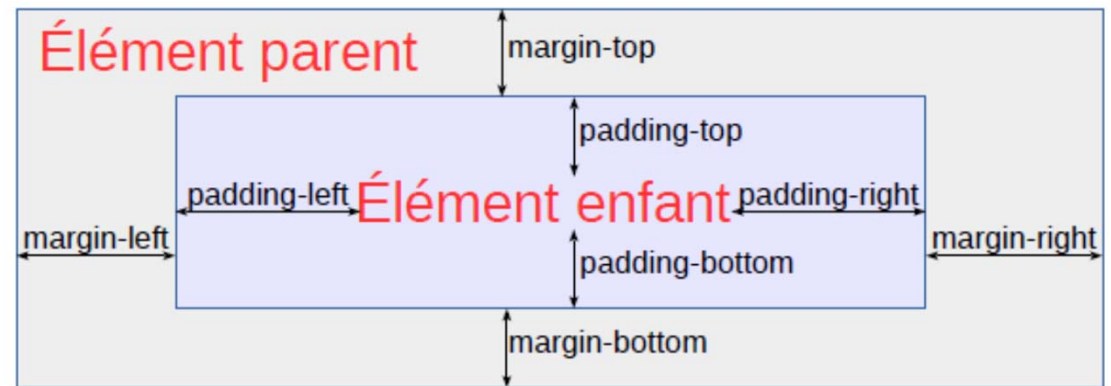 Élément parent
margin-top
padding-top
padding-left
Élément enfant
padding-right
margin-left
margin-right
padding-bottom
margin-bottom